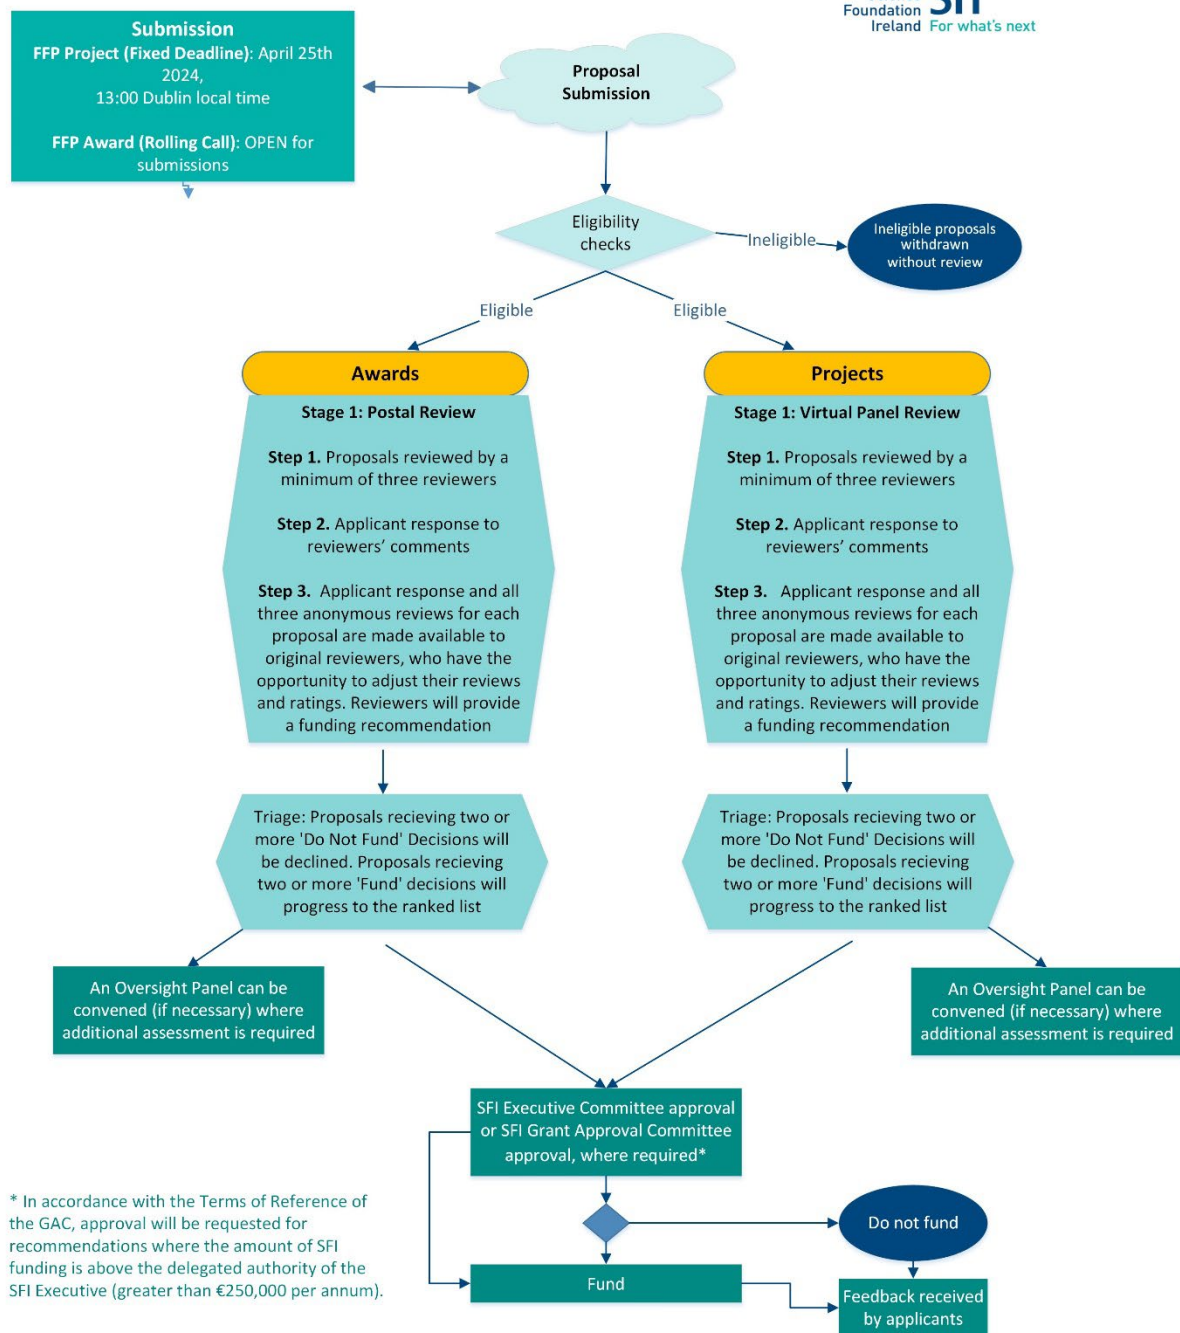 Foundation
Ireland
SfI
For what's next
Submission
FFP Project (Fixed Deadline): April 25th
2024,
13:00 Dublin local time
FFP Award (Rolling Call): OPEN for
submissions
Proposal
Submission
Eligibility
checks
Ineligible
Ineligible proposals
withdrawn
without review
Eligible
Eligible
Awards
Stage 1: Postal Review
Step 1. Proposals reviewed by a
minimum of three reviewers
Step 2. Applicant response to
reviewers’ comments
Step 3. Applicant response and all
three anonymous reviews for each
proposal are made available to
original reviewers, who have the
opportunity to adjust their reviews
and ratings. Reviewers will provide
a funding recommendation
Projects
Stage 1: Virtual Panel Review
Step 1. Proposals reviewed by a
minimum of three reviewers
Step 2. Applicant response to
reviewers’ comments
Step 3. Applicant response and all
three anonymous reviews for each
proposal are made available to
original reviewers, who have the
opportunity to adjust their reviews
and ratings. Reviewers will provide
a funding recommendation
Triage: Proposals recieving two or
more 'Do Not Fund' Decisions will
be declined. Proposals recieving
two or more 'Fund' decisions will
progress to the ranked list
Triage: Proposals recieving two or
more 'Do Not Fund' Decisions will
be declined. Proposals recieving
two or more 'Fund' decisions will
progress to the ranked list
An Oversight Panel can be
convened (if necessary) where
additional assessment is required
An Oversight Panel can be
convened (if necessary) where
additional assessment is required
SFI Executive Committee approval
or SFI Grant Approval Committee
approval, where required*
* In accordance with the Terms of Reference of
the GAC, approval will be requested for
recommendations where the amount of SFI
funding is above the delegated authority of the
SFI Executive (greater than €250,000 per annum).
Do not fund
Fund
Feedback received
by applicants